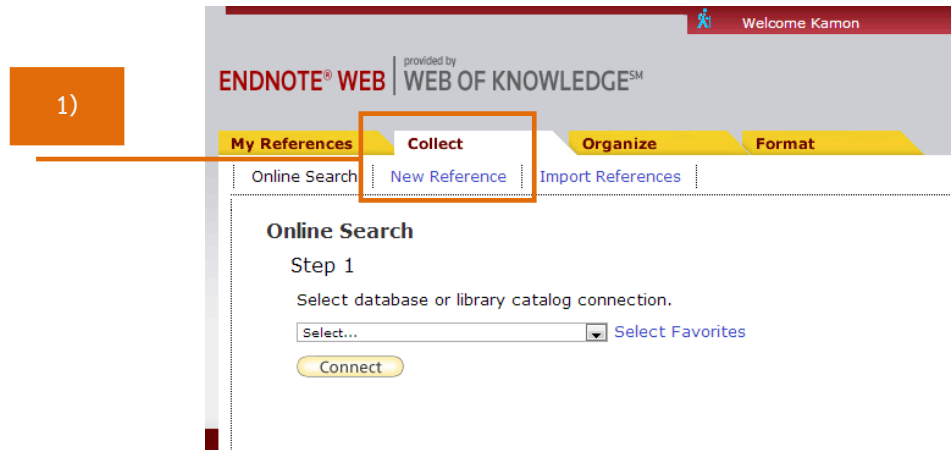 Welcome Kamon
provided by
ENDNOTE® WEB WEB OF KNOWLEDGE℠
1)
My References Collect Organize Format
Online Search New Reference Import References
Online Search
Step 1
Select database or library catalog connection.
Select... Select Favorites
Connect